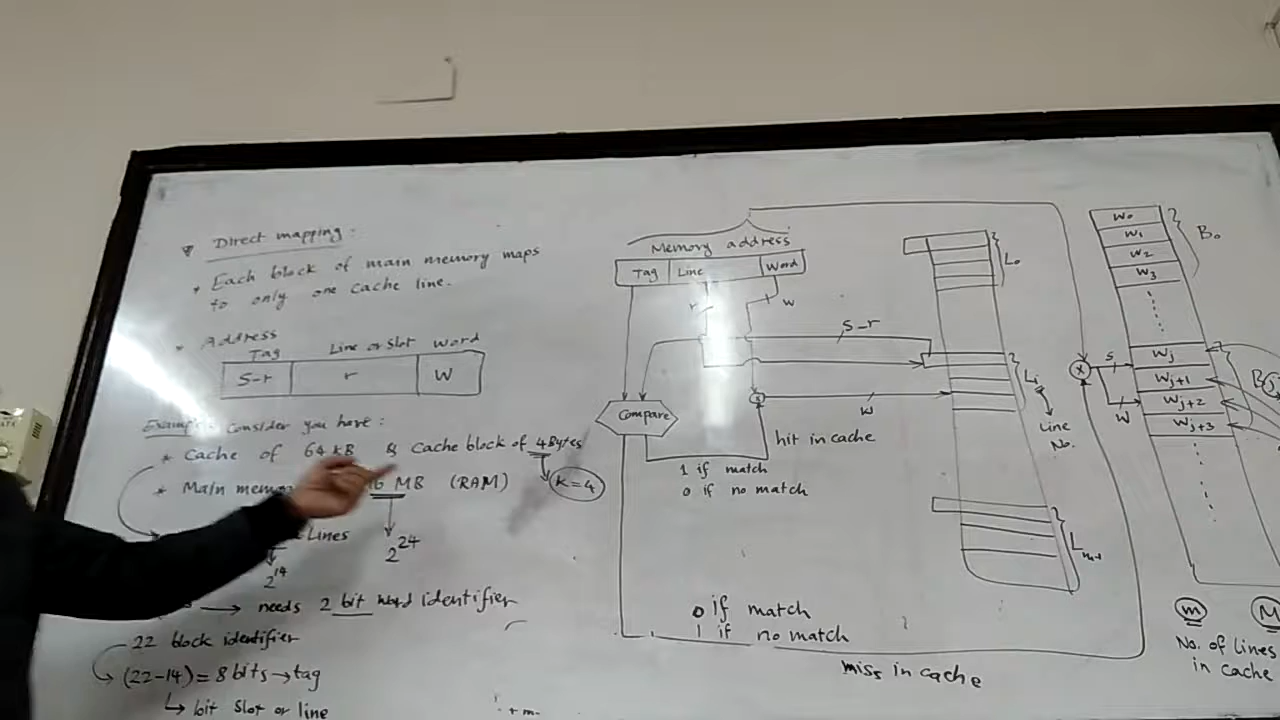 Direct mapping:
* Each block of main memory maps
to only one cache line.
* Address
Tag Line or Slot Word
S-r r W
Example: Consider you have:
* Cache of 64 kB & Cache block of 4 Bytes
K=4
* Main 16 MB (RAM)
Lines
2^24
2^14
→ needs 2 bit word identifier
22 block identifier
(22-14) = 8 bits → tag
bit Slot or line
Memory address
Tag Line Word
r w
S-r
Compare
w
hit in cache
1 if match
0 if no match
0 if match
1 if no match
miss in cache
L0
Li
Line
No.
Lm-1
S
W
W0
W1
W2
W3
B0
Wj
Wj+1
Wj+2
Wj+3
Bj
m
M
No. of lines
in cache